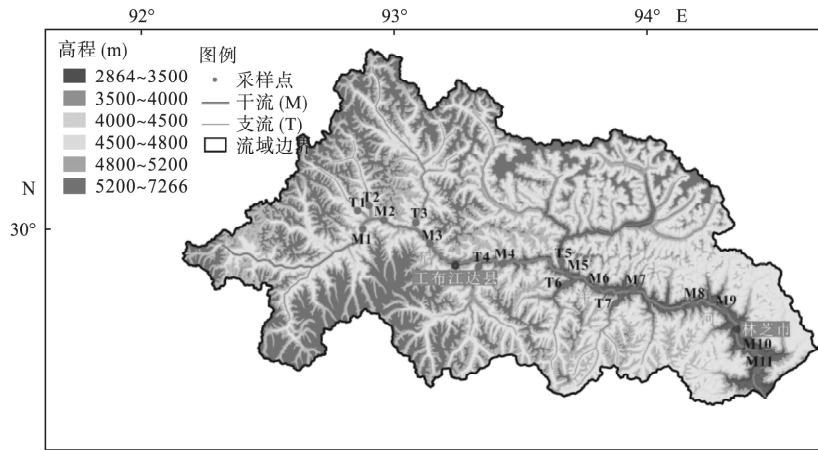 92° 93° 94° E
高程 (m)
2864~3500
3500~4000
4000~4500
4500~4800
4800~5200
5200~7266
图例
采样点
干流 (M)
支流 (T)
流域边界
N
30°
T1 T2
M2
T3
M1
M3
T4 M4
T5
M5
T6
M6 M7
T7
工布江达县
M8 M9
河
林芝市
M10
M11